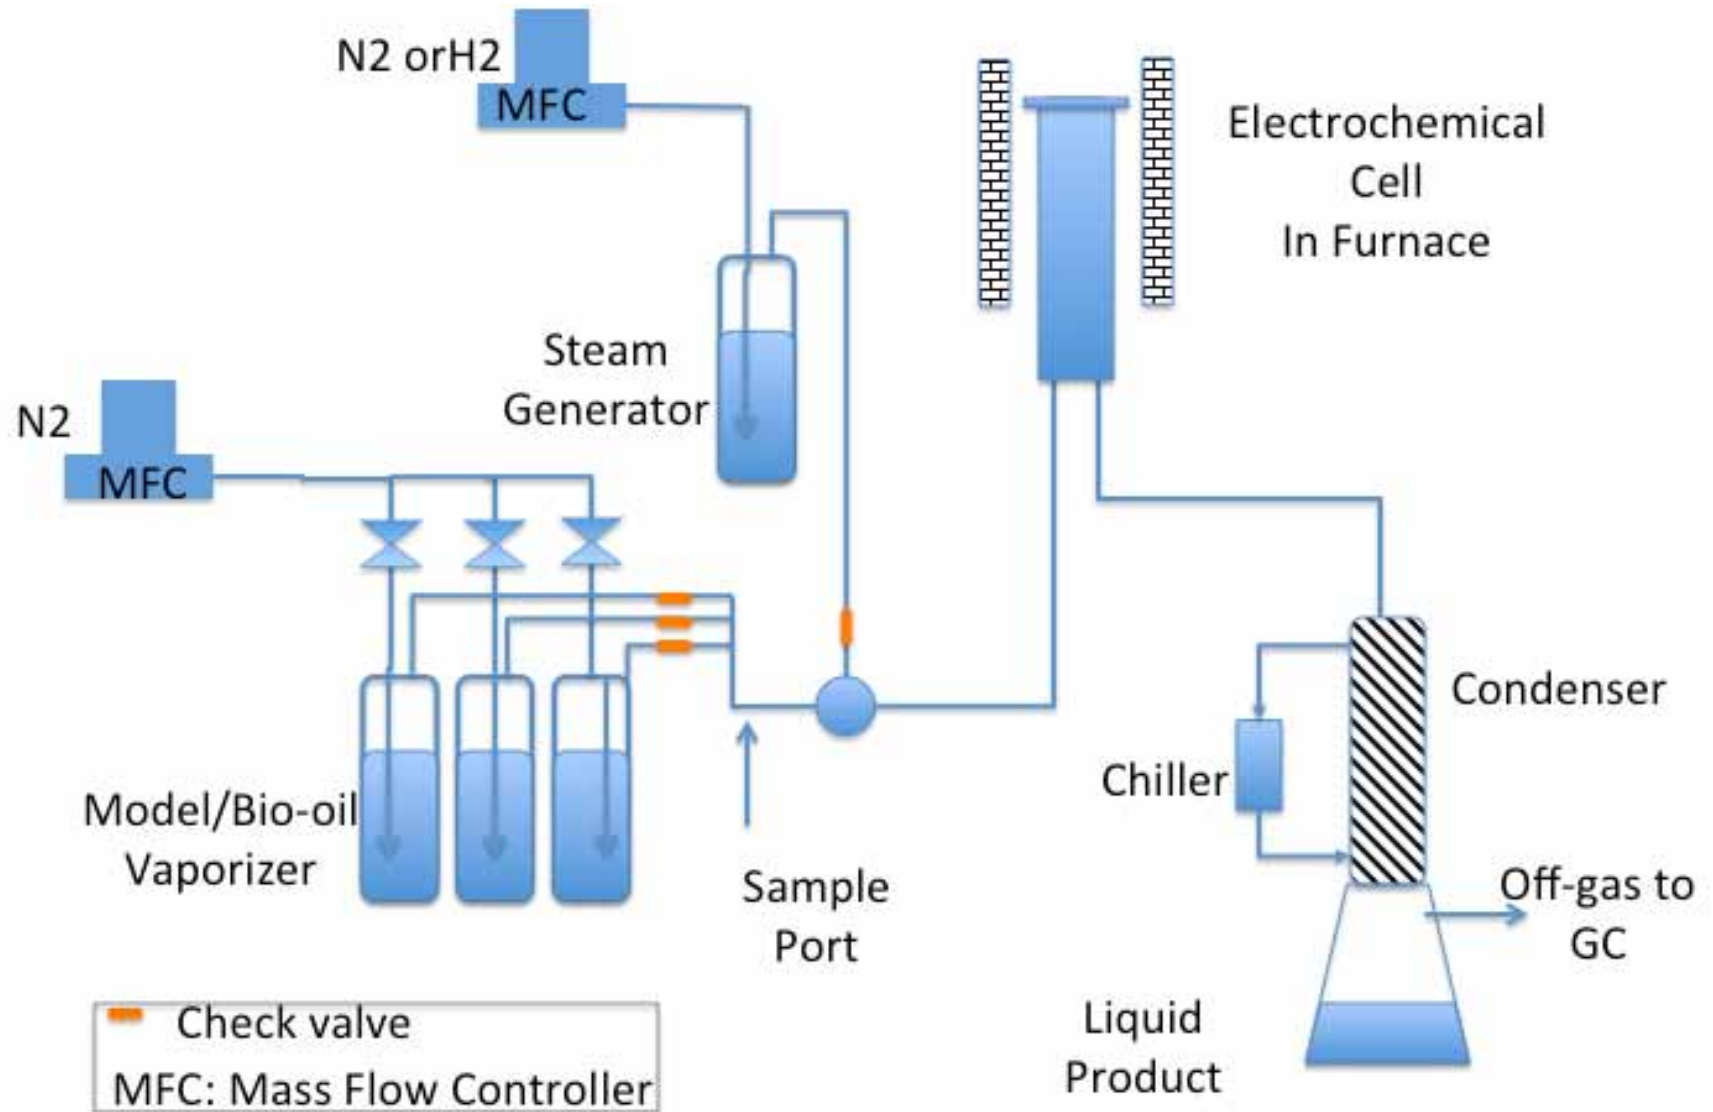 N2 orH2
MFC
Electrochemical
Cell
In Furnace
Steam
Generator
N2
MFC
Model/Bio-oil
Vaporizer
Sample
Port
Condenser
Chiller
Off-gas to
GC
Liquid
Product
Check valve
MFC: Mass Flow Controller